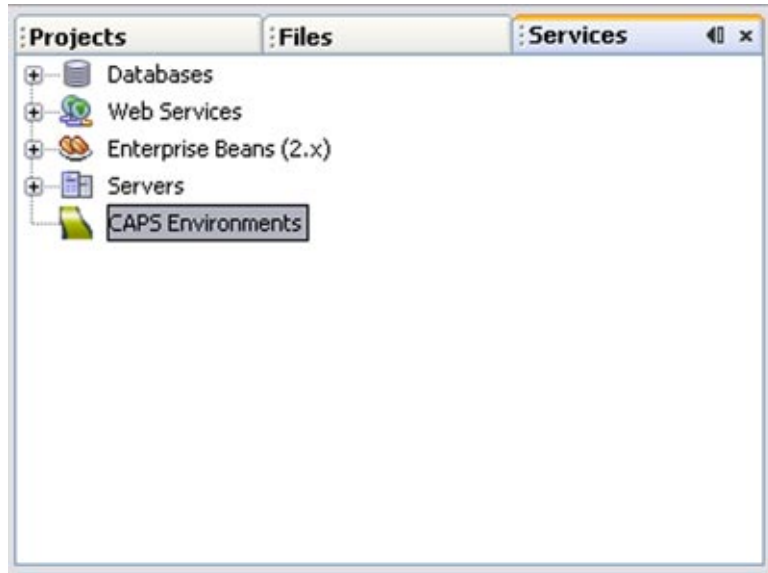 Projects Files Services
Databases
Web Services
Enterprise Beans (2.x)
Servers
CAPS Environments